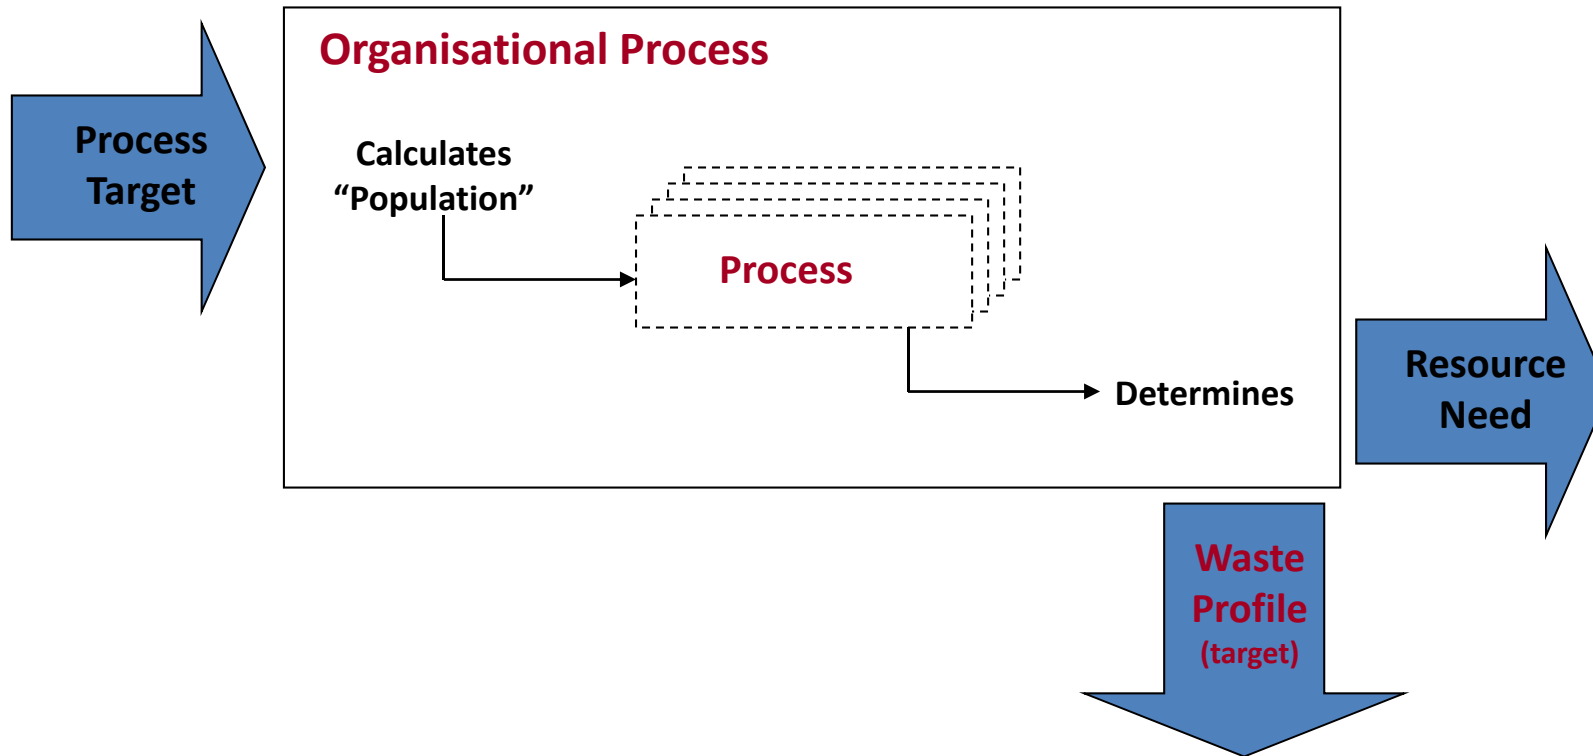 Organisational Process
Process
Target
Calculates
“Population”
Process
Determines
Resource
Need
Waste
Profile
(target)